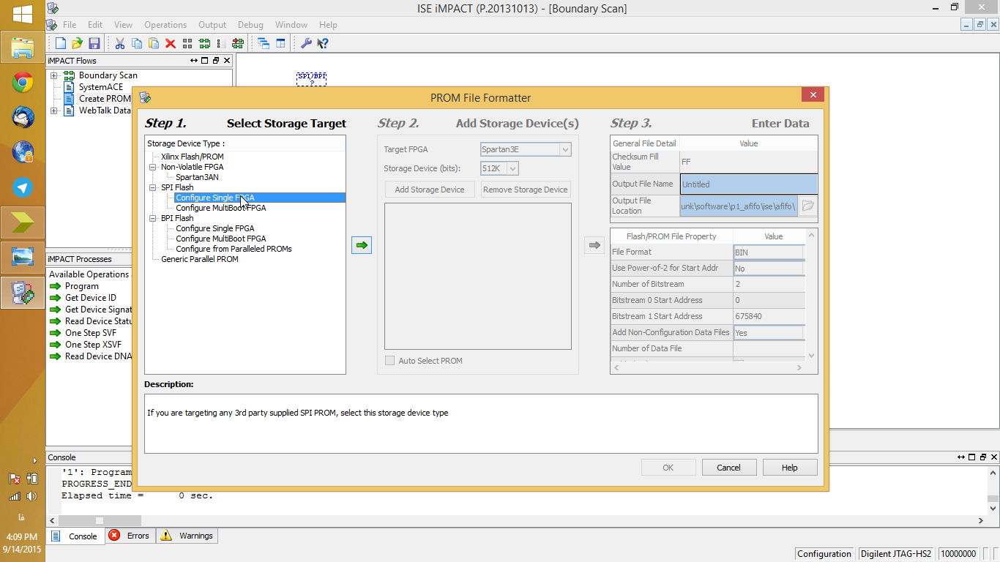 ISE iMPACT (P.20131013) - [Boundary Scan]
File Edit View Operations Output Debug Window Help
iMPACT Flows
Boundary Scan
SystemACE
Create PROM
WebTalk Data
SPI/BPI
?
PROM File Formatter
Step 1. Select Storage Target
Storage Device Type :
Xilinx Flash/PROM
Non-Volatile FPGA
Spartan3AN
SPI Flash
Configure Single FPGA
Configure MultiBoot FPGA
BPI Flash
Configure Single FPGA
Configure MultiBoot FPGA
Configure from Paralleled PROMs
Generic Parallel PROM
Step 2. Add Storage Device(s)
Target FPGA Spartan3E
Storage Device (bits): 512K
Add Storage Device Remove Storage Device
Auto Select PROM
Step 3. Enter Data
General File Detail Value
Checksum Fill Value FF
Output File Name Untitled
Output File Location unk\software\p1_afifo\ise\afifo\
Flash/PROM File Property Value
File Format BIN
Use Power-of-2 for Start Addr No
Number of Bitstream 2
Bitstream 0 Start Address 0
Bitstream 1 Start Address 675840
Add Non-Configuration Data Files Yes
Number of Data File
Description:
If you are targeting any 3rd party supplied SPI PROM, select this storage device type
OK Cancel Help
iMPACT Processes
Available Operations
Program
Get Device ID
Get Device Signat
Read Device Statu
One Step SVF
One Step XSVF
Read Device DNA
Console
'1': Program
PROGRESS_END
Elapsed time = 0 sec.
Console Errors Warnings
Configuration Digilent JTAG-HS2 10000000
فا
4:09 PM
9/14/2015